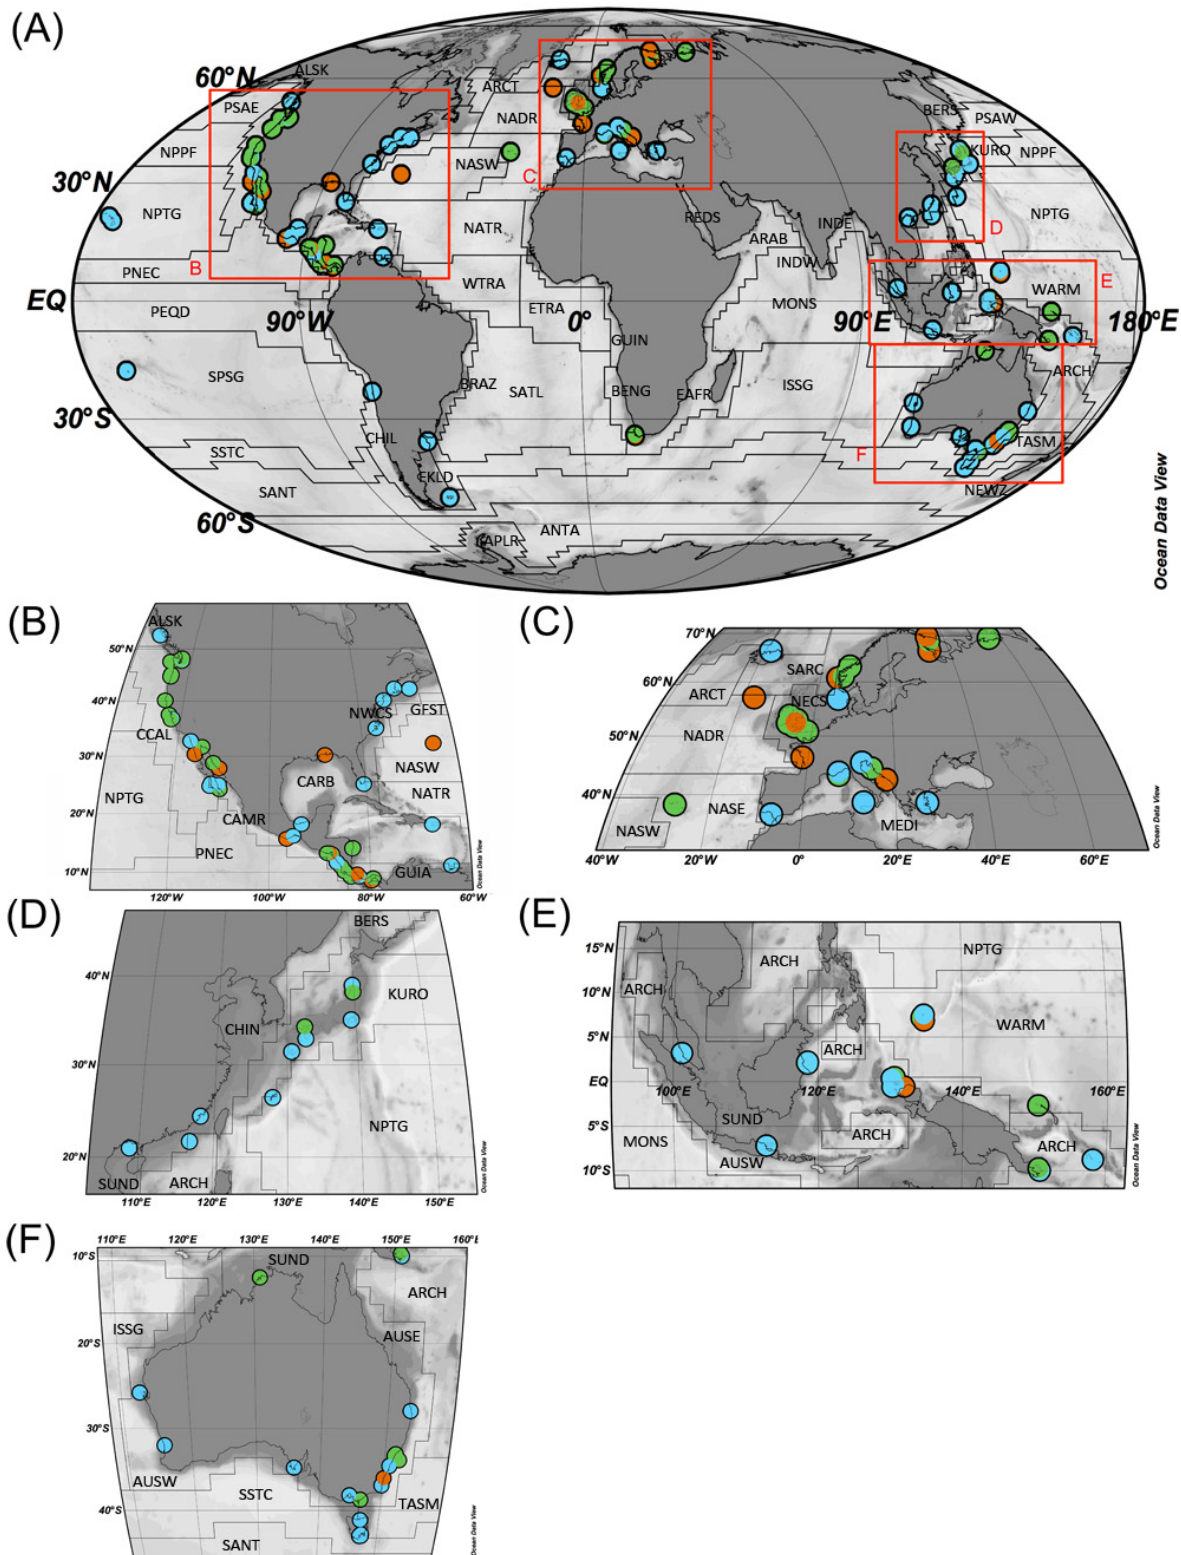 (A)
ALSK
60°N
PSAE
ARCT
BERS
PSAW
NADR
NPPF
NASW
KURO
NPPF
C
30°N
D
NPTG
NATR
REDS
INDE
NPTG
ARAB
PNEC
B
INDW
E
WTRA
WARM
EQ
ETRA
MONS
PEQD
90°W
0°
90°E
180°E
GUIN
SPSG
BRAZ
SATL
BENG
EAFR
ISSG
ARCH
30°S
CHIL
TASM
SSTC
F
FKLD
SANT
NEWZ
60°S
ANTA
APLR
Ocean Data View
(B)
ALSK
50°N
40°N
NWCS
GFST
CCAL
30°N
NASW
CARB
NPTG
NATR
20°N
CAMR
PNEC
10°N
GUIA
120°W
100°W
80°W
60°W
Ocean Data View
(C)
70°N
SARC
60°N
ARCT
NECS
NADR
50°N
40°N
NASE
NASW
MEDI
40°W
20°W
0°E
20°E
40°E
60°E
Ocean Data View
(D)
BERS
40°N
KURO
CHIN
30°N
NPTG
20°N
SUND
ARCH
110°E
120°E
130°E
140°E
150°E
Ocean Data View
(E)
15°N
NPTG
ARCH
ARCH
10°N
WARM
5°N
ARCH
EQ
100°E
120°E
140°E
160°E
SUND
5°S
MONS
ARCH
ARCH
AUSW
10°S
Ocean Data View
(F)
110°E
120°E
130°E
142°E
150°E
160°E
10°S
SUND
ARCH
ISSG
AUSE
20°S
30°S
AUSW
SSTC
TASM
40°S
SANT
Ocean Data View